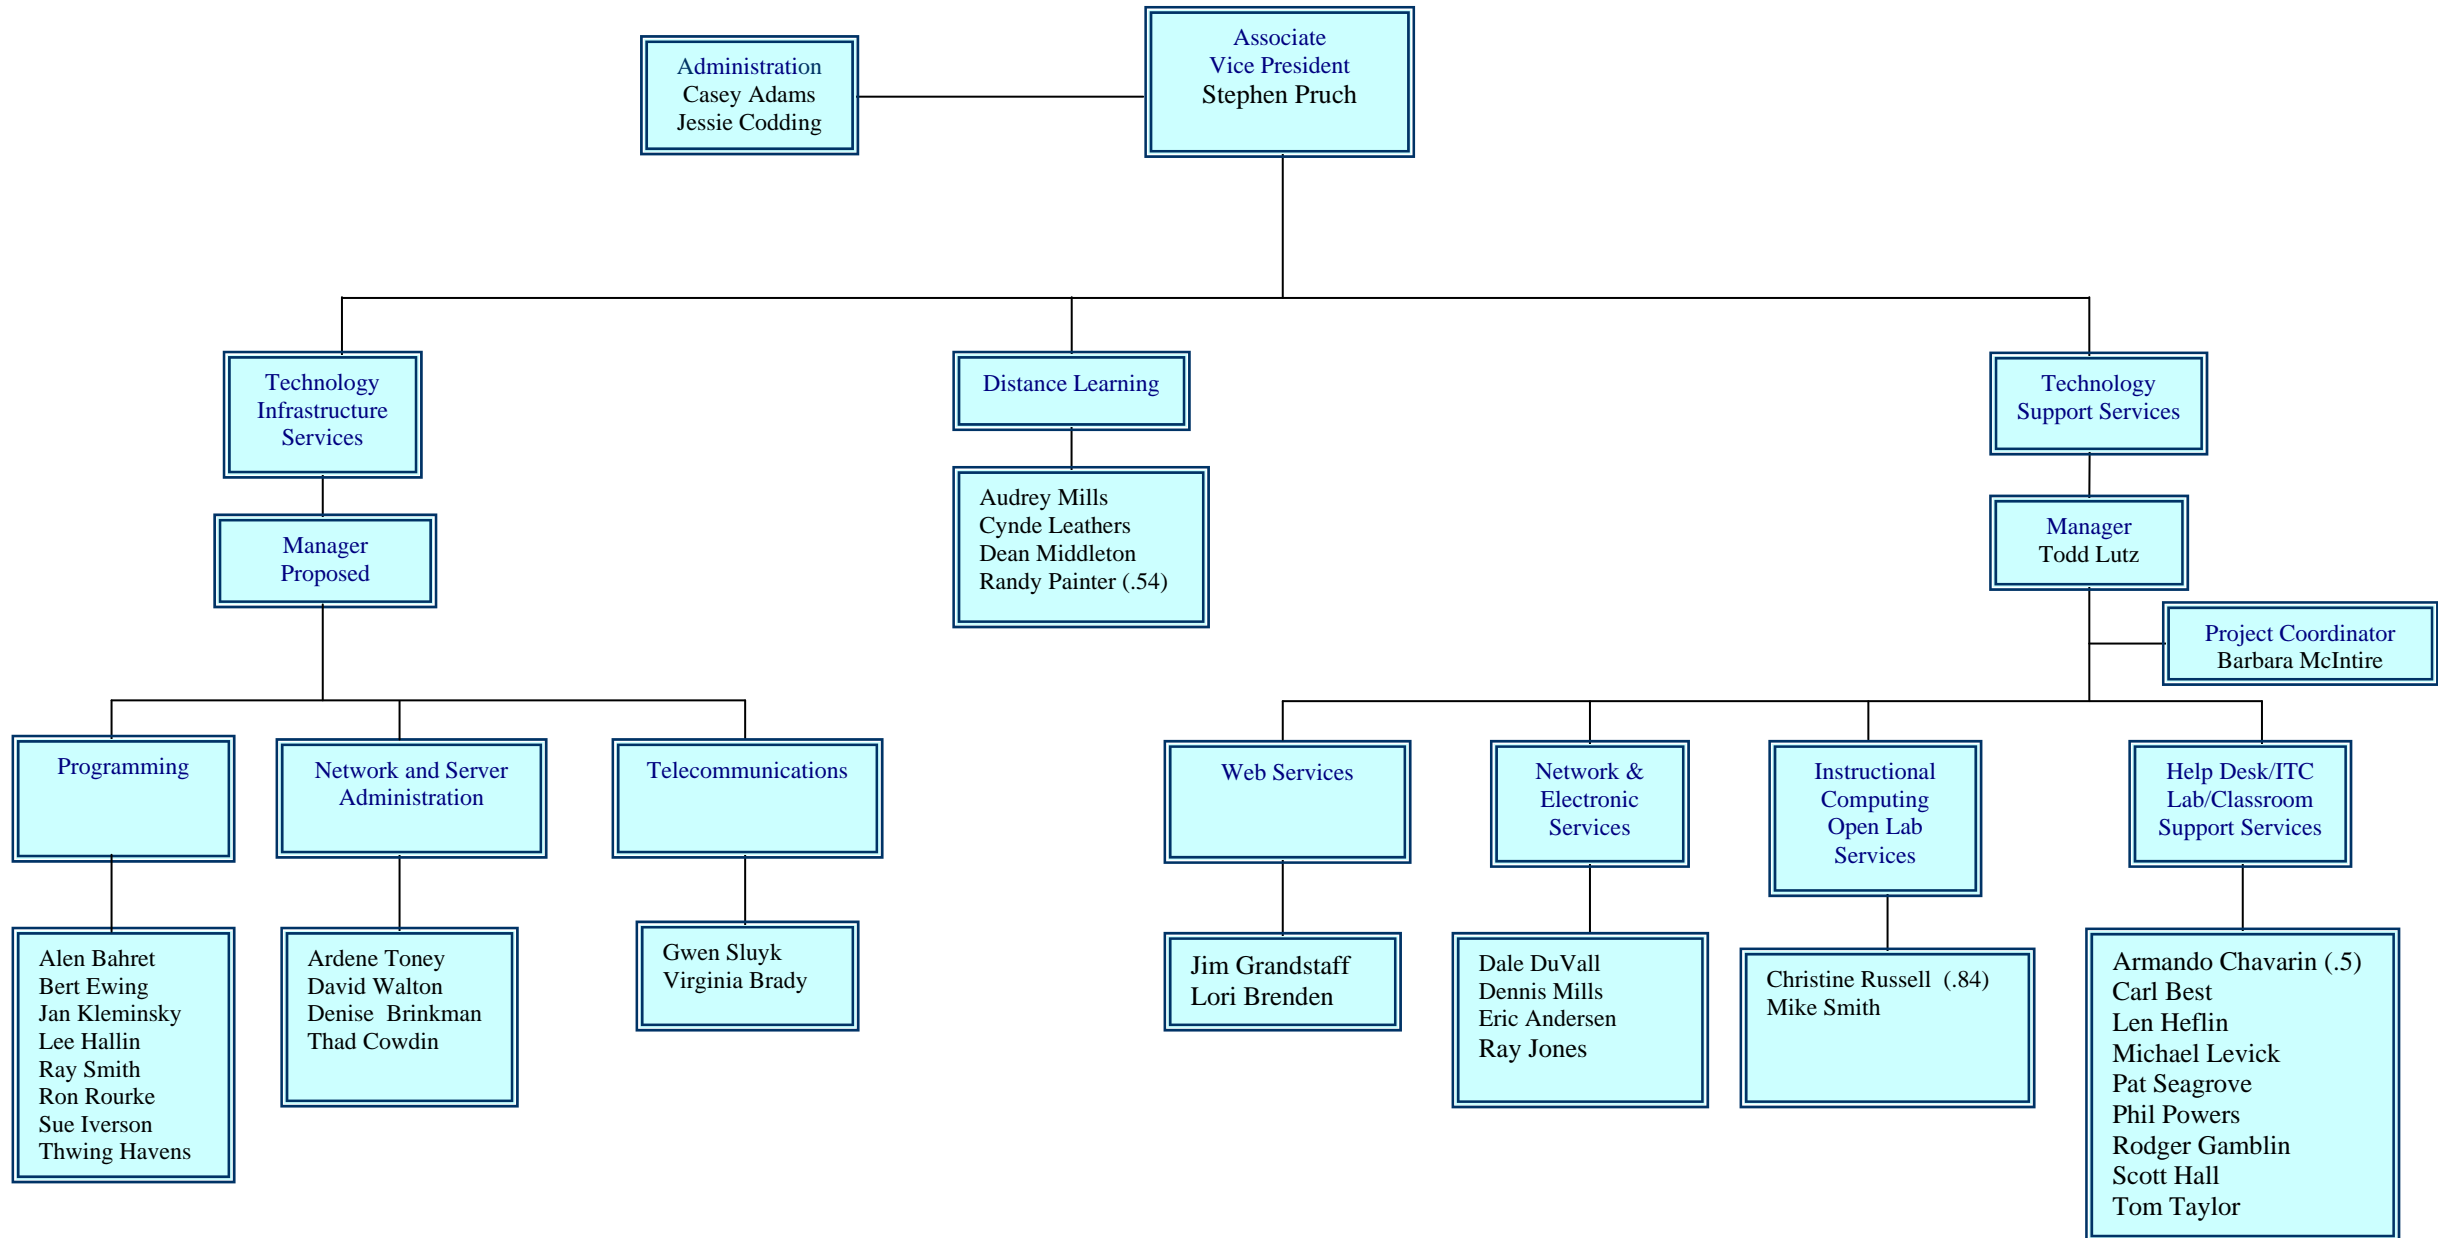 Administration
Casey Adams
Jessie Codding
Associate
Vice President
Stephen Pruch
Technology
Infrastructure
Services
Distance Learning
Technology
Support Services
Manager
Proposed
Audrey Mills
Cynde Leathers
Dean Middleton
Randy Painter (.54)
Manager
Todd Lutz
Project Coordinator
Barbara McIntire
Programming
Network and Server
Administration
Telecommunications
Web Services
Network &
Electronic
Services
Instructional
Computing
Open Lab
Services
Help Desk/ITC
Lab/Classroom
Support Services
Alen Bahret
Bert Ewing
Jan Kleminsky
Lee Hallin
Ray Smith
Ron Rourke
Sue Iverson
Thwing Havens
Ardene Toney
David Walton
Denise  Brinkman
Thad Cowdin
Gwen Sluyk
Virginia Brady
Jim Grandstaff
Lori Brenden
Dale DuVall
Dennis Mills
Eric Andersen
Ray Jones
Christine Russell  (.84)
Mike Smith
Armando Chavarin (.5)
Carl Best
Len Heflin
Michael Levick
Pat Seagrove
Phil Powers
Rodger Gamblin
Scott Hall
Tom Taylor